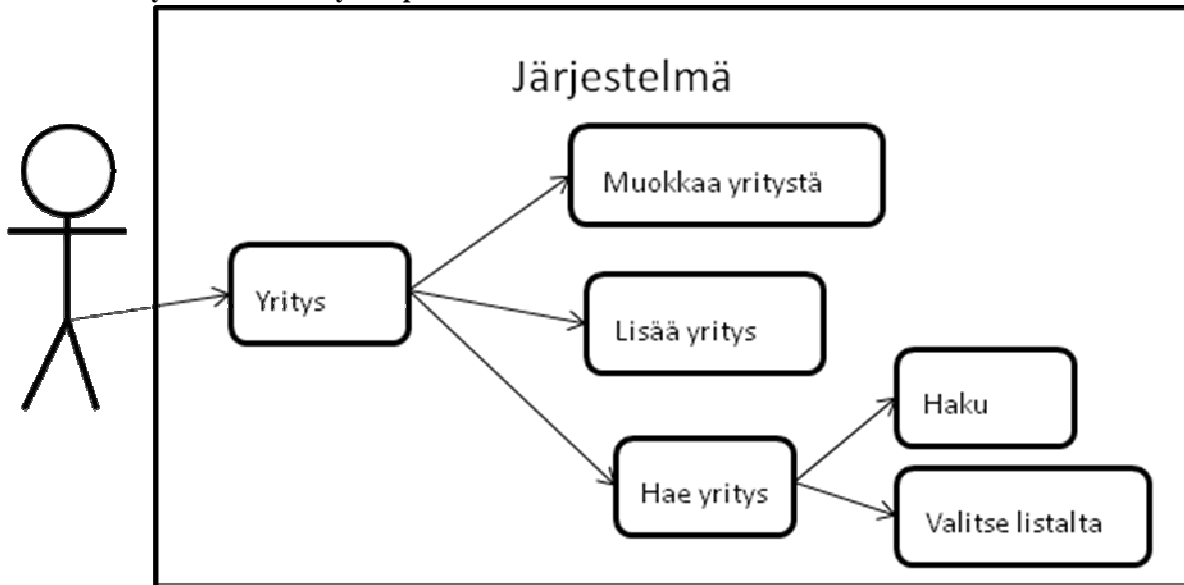 Järjestelmä
Muokkaa yritystä
Yritys
Lisää yritys
Haku
Hae yritys
Valitse listalta